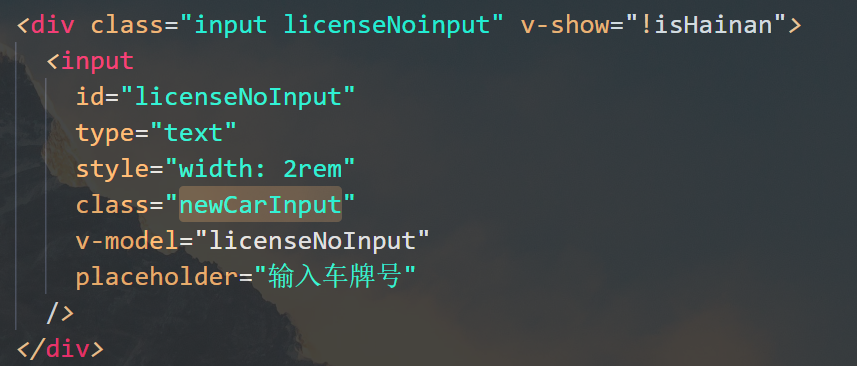 <div class="input licenseNoinput" v-show="!isHainan">
<input
id="licenseNoInput"
type="text"
style="width: 2rem"
class="newCarInput"
v-model="licenseNoInput"
placeholder="输入车牌号"
/>
</div>